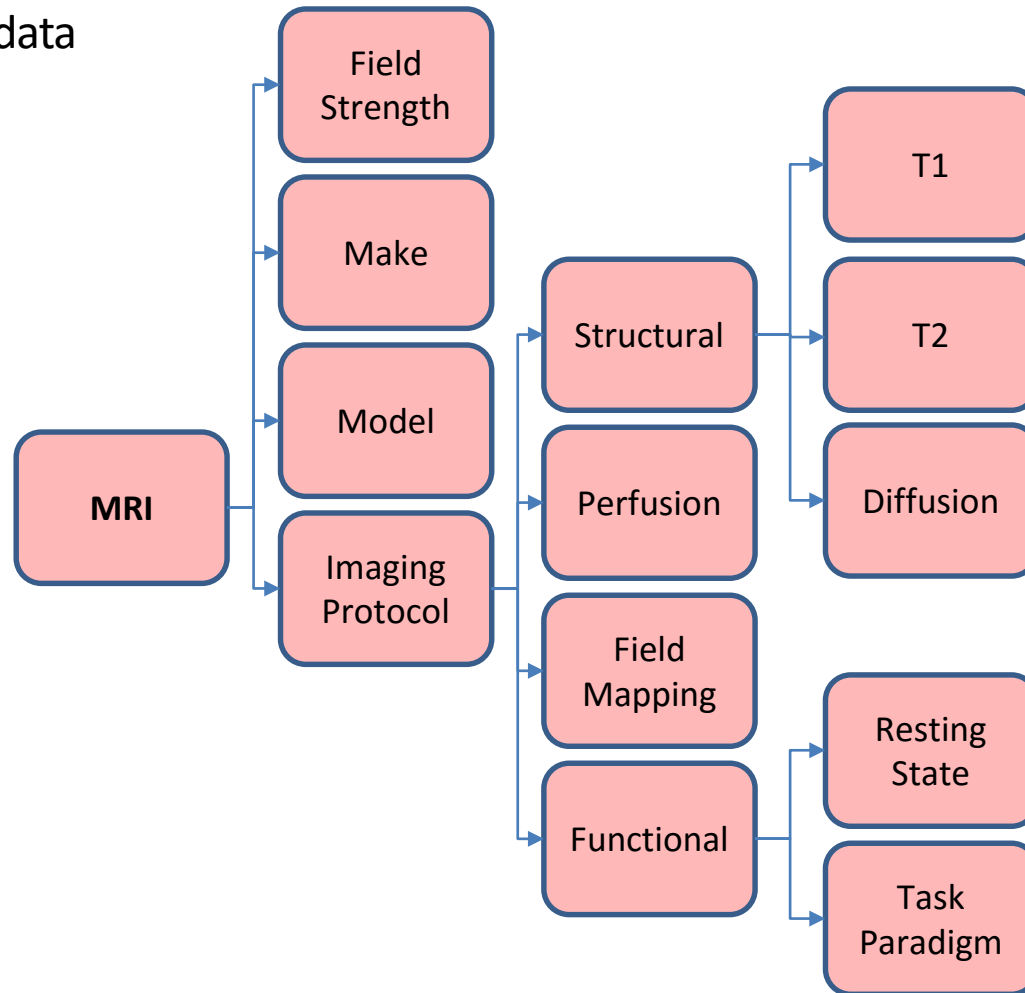 data
Field
Strength
Make
Model
MRI
Imaging
Protocol
Structural
Perfusion
Field
Mapping
Functional
T1
T2
Diffusion
Resting
State
Task
Paradigm